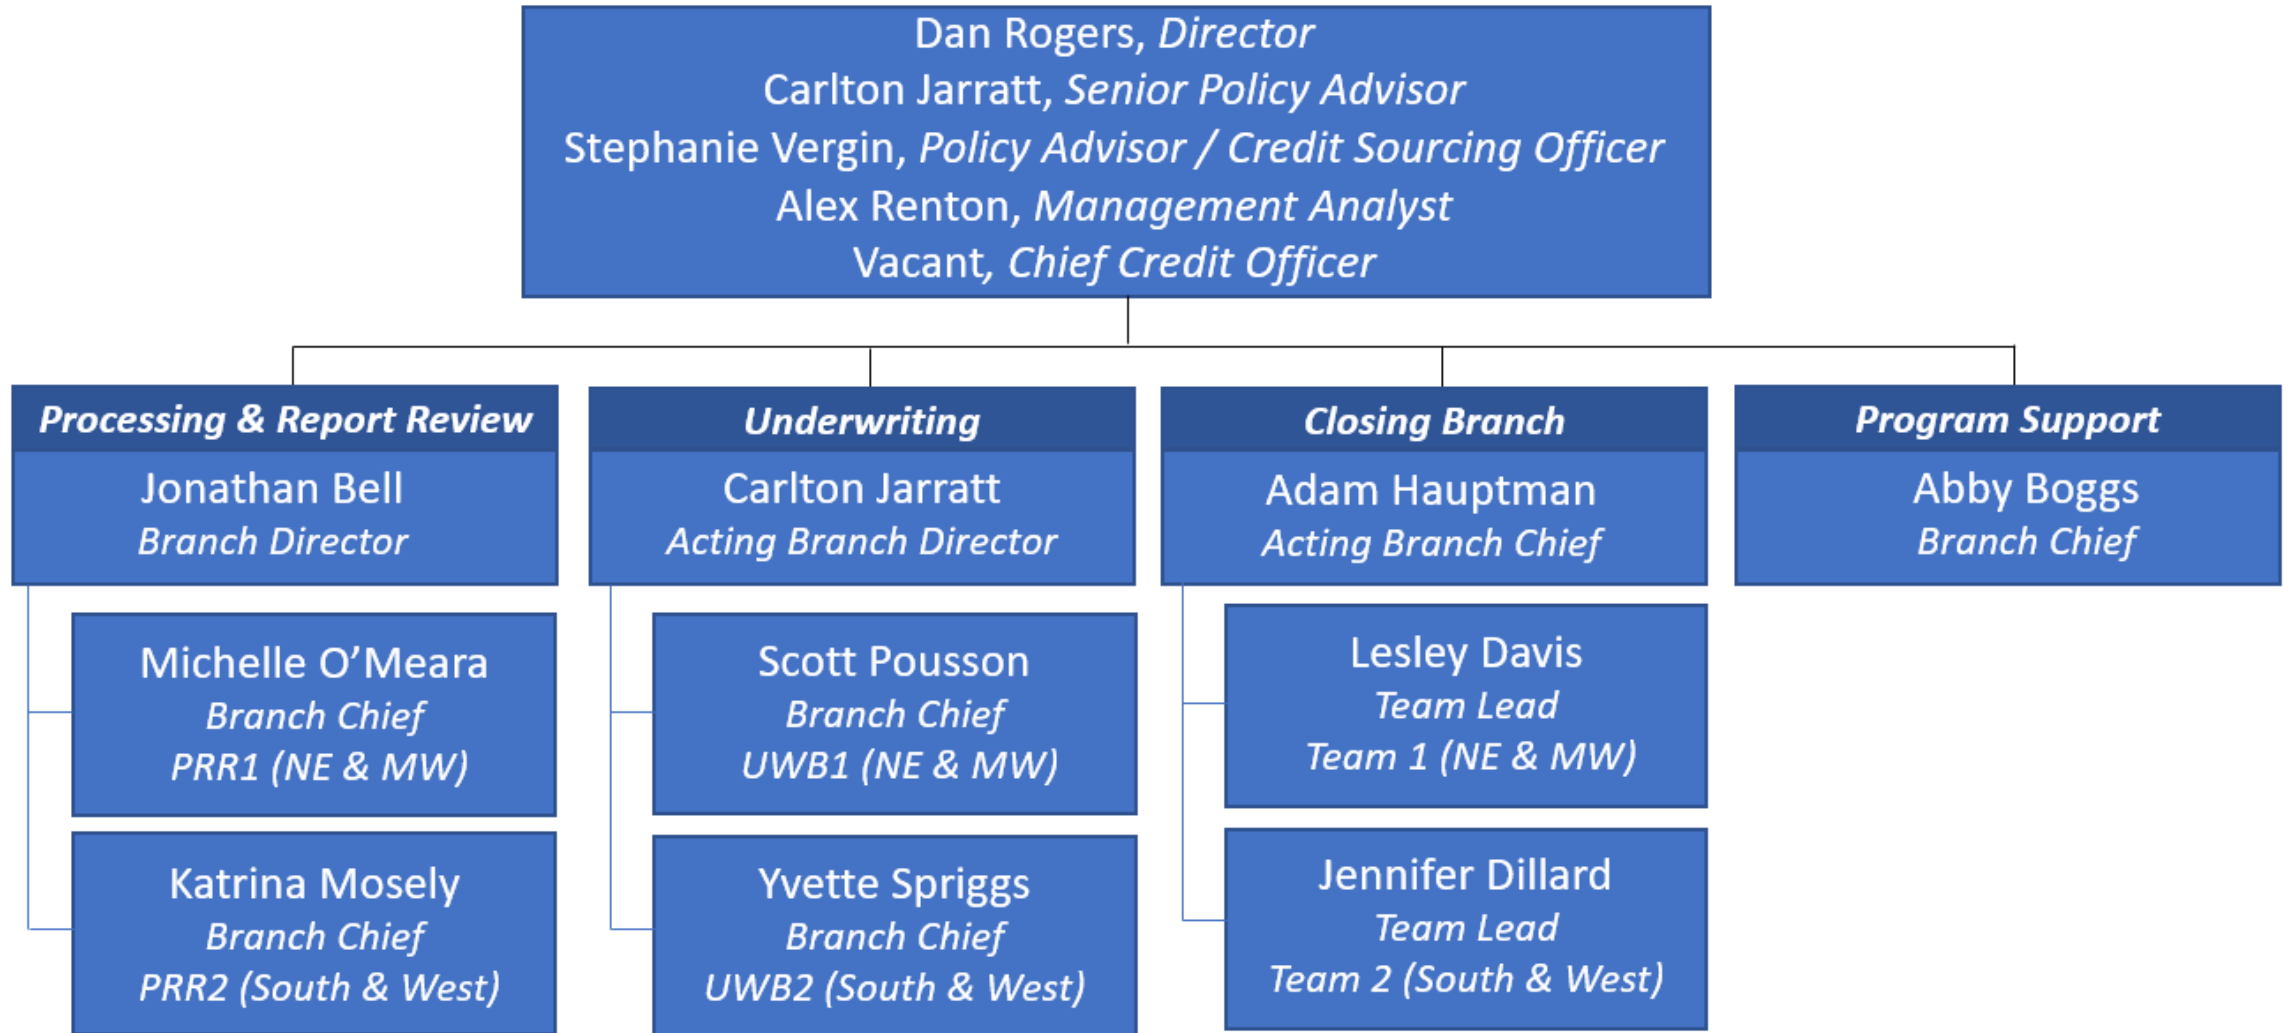 Dan Rogers, Director
Carlton Jarratt, Senior Policy Advisor
Stephanie Vergin, Policy Advisor / Credit Sourcing Officer
Alex Renton, Management Analyst
Vacant, Chief Credit Officer
Processing & Report Review
Jonathan Bell
Branch Director
Michelle O’Meara
Branch Chief
PRR1 (NE & MW)
Katrina Mosely
Branch Chief
PRR2 (South & West)
Underwriting
Carlton Jarratt
Acting Branch Director
Scott Pousson
Branch Chief
UWB1 (NE & MW)
Yvette Spriggs
Branch Chief
UWB2 (South & West)
Closing Branch
Adam Hauptman
Acting Branch Chief
Lesley Davis
Team Lead
Team 1 (NE & MW)
Jennifer Dillard
Team Lead
Team 2 (South & West)
Program Support
Abby Boggs
Branch Chief